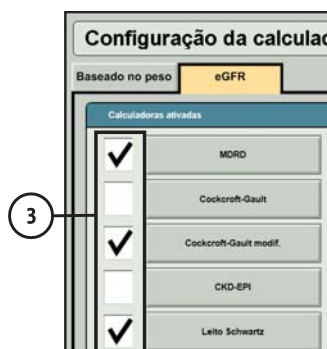 Configuração da calculad
Baseado no peso
eGFR
Calculadoras ativadas
MDRD
Cockcroft-Gault
3
Cockcroft-Gault modif.
CKD-EPI
Leito Schwartz